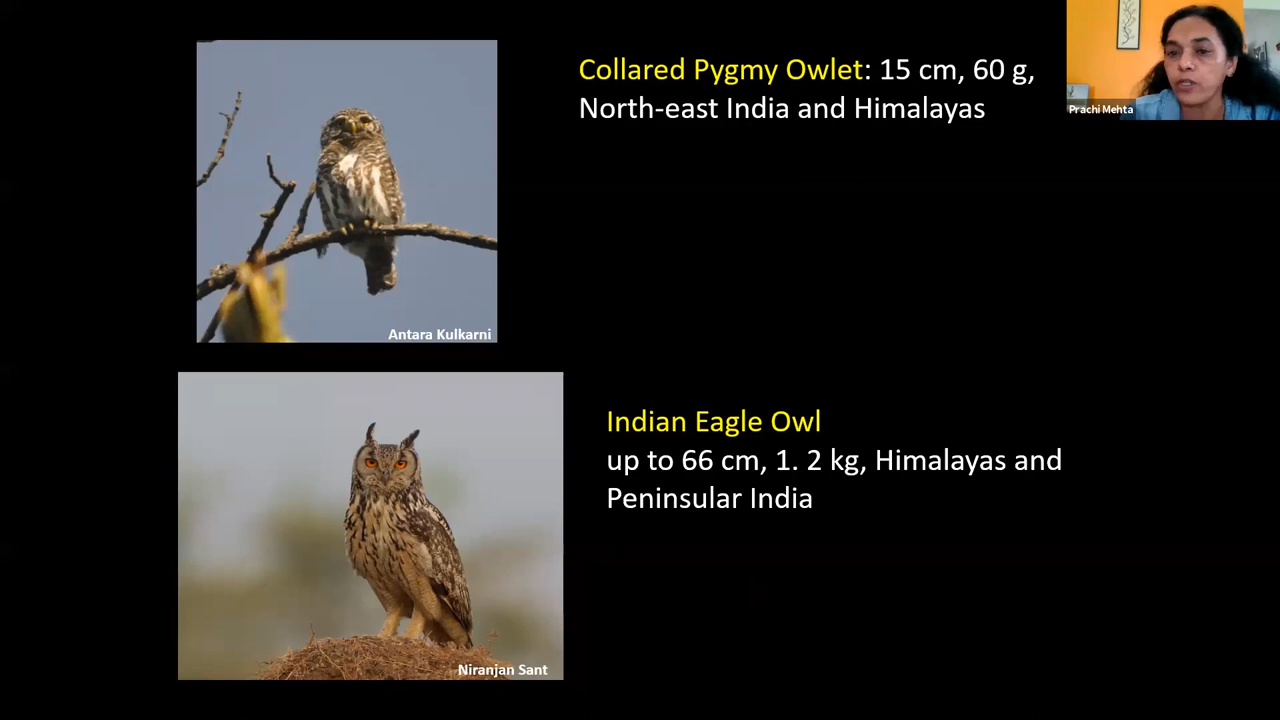 Collared Pygmy Owlet: 15 cm, 60 g,
North-east India and Himalayas
Prachi Mehta
Antara Kulkarni
Indian Eagle Owl
up to 66 cm, 1. 2 kg, Himalayas and
Peninsular India
Niranjan Sant